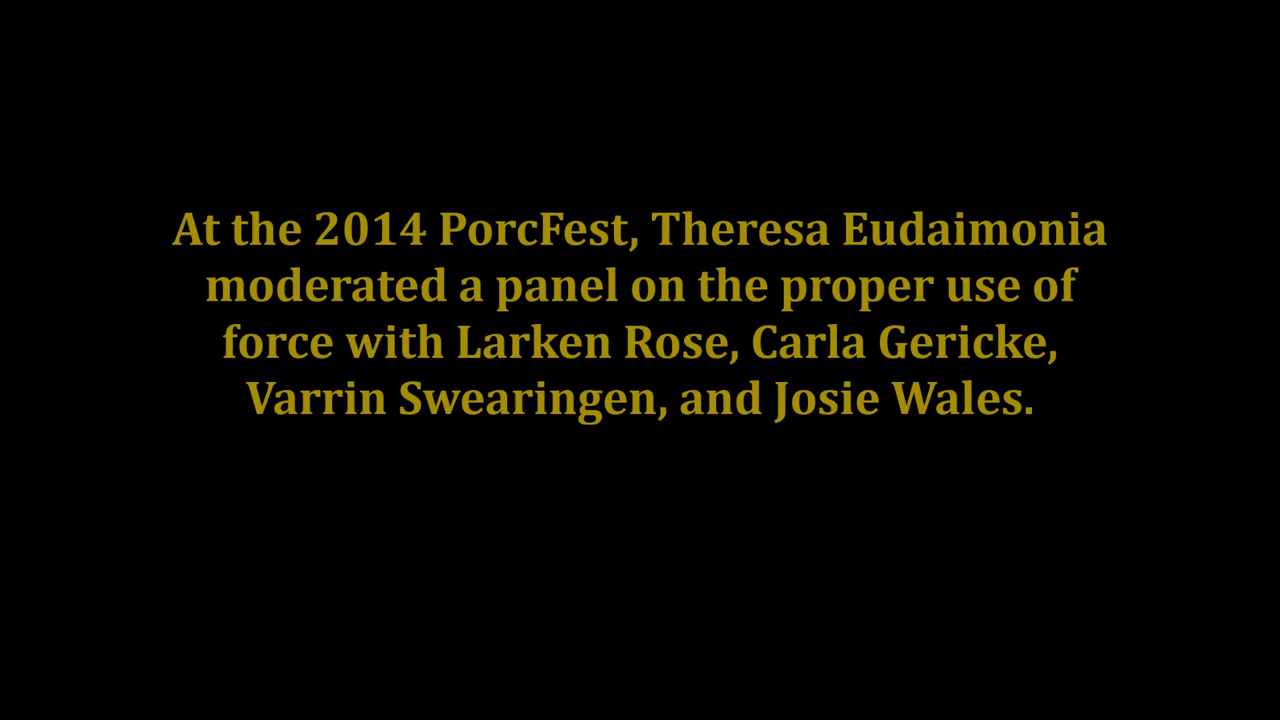 At the 2014 PorcFest, Theresa Eudaimonia
moderated a panel on the proper use of
force with Larken Rose, Carla Gericke,
Varrin Swearingen, and Josie Wales.